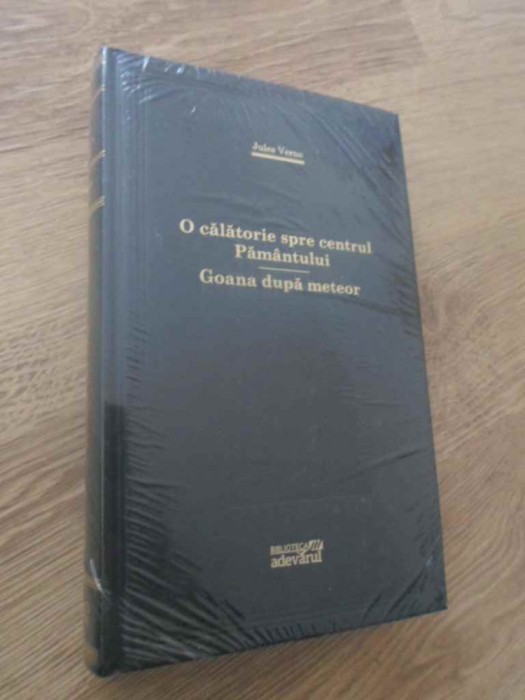 Jules Verne
O călătorie spre centrul
Pământului
Goana după meteor
BIBLIOTECA
adevărul